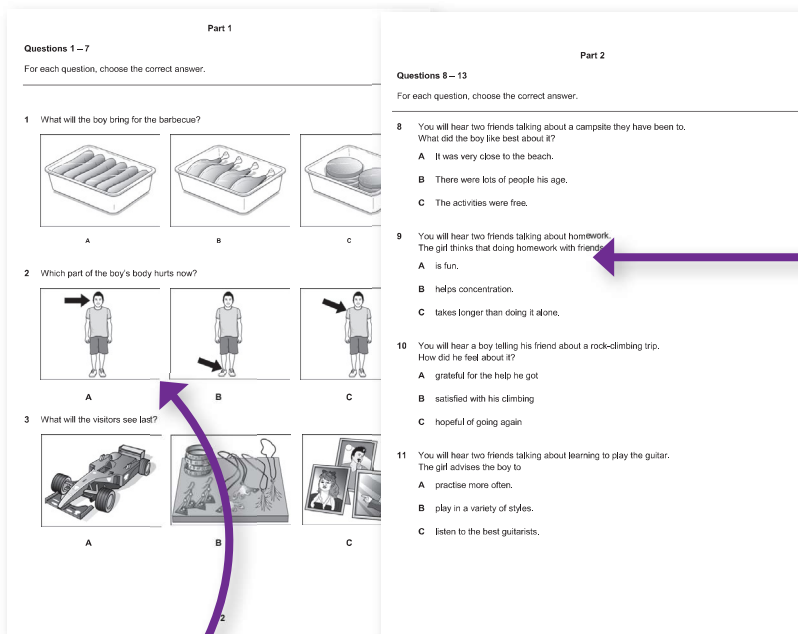 Part 1
Questions 1 – 7
For each question, choose the correct answer.
1 What will the boy bring for the barbecue?
A B C
2 Which part of the boy's body hurts now?
A B C
3 What will the visitors see last?
A B C
2
Part 2
Questions 8 – 13
For each question, choose the correct answer.
8 You will hear two friends talking about a campsite they have been to.
What did the boy like best about it?
A It was very close to the beach.
B There were lots of people his age.
C The activities were free.
9 You will hear two friends talking about homework.
The girl thinks that doing homework with friends
A is fun.
B helps concentration.
C takes longer than doing it alone.
10 You will hear a boy telling his friend about a rock-climbing trip.
How did he feel about it?
A grateful for the help he got
B satisfied with his climbing
C hopeful of going again
11 You will hear two friends talking about learning to play the guitar.
The girl advises the boy to
A practise more often.
B play in a variety of styles.
C listen to the best guitarists.